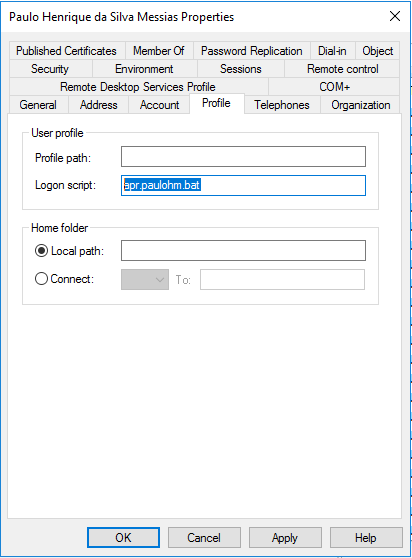 Paulo Henrique da Silva Messias Properties
Published Certificates Member Of Password Replication Dial-in Object
Security Environment Sessions Remote control
Remote Desktop Services Profile COM+
General Address Account Profile Telephones Organization
User profile
Profile path:
Logon script: apr.paulohm.bat
Home folder
Local path:
Connect: To:
OK Cancel Apply Help